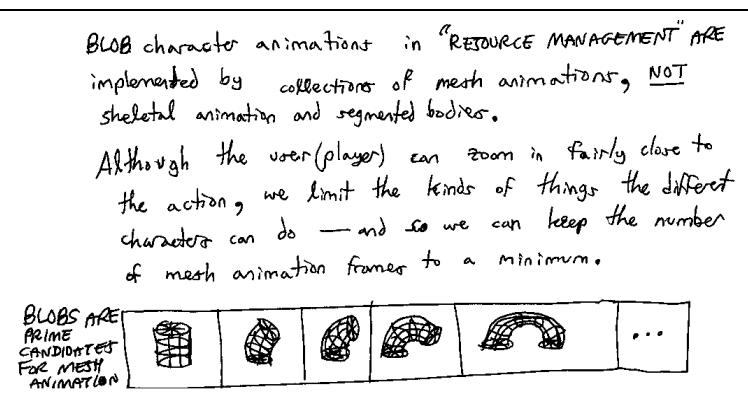 BLOB character animations in "RESOURCE MANAGEMENT" ARE
implemented by collections of mesh animations, NOT
skeletal animation and segmented bodies.
Although the user (player) can zoom in fairly close to
the action, we limit the kinds of things the differet
characters can do — and so we can keep the number
of mesh animation frames to a minimum.
BLOBS ARE
PRIME
CANDIDATES
FOR MESH
ANIMATION
...